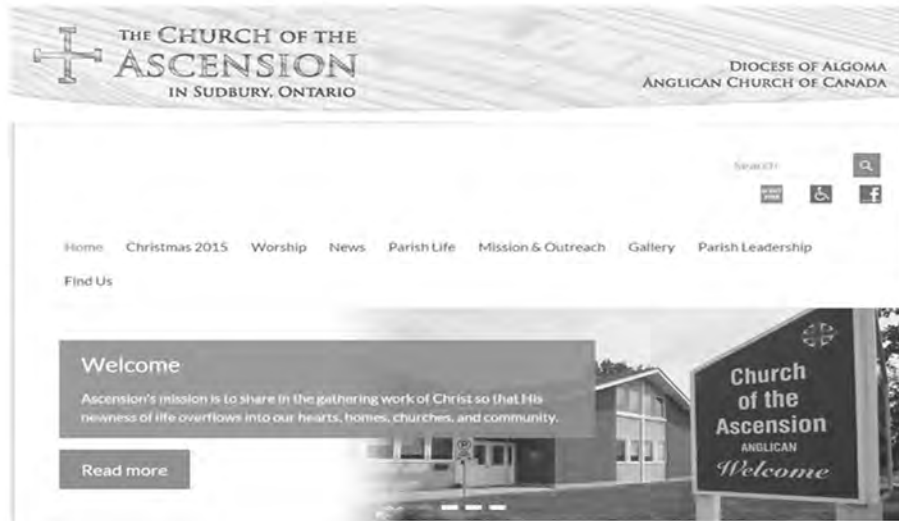 THE CHURCH OF THE
ASCENSION
IN SUDBURY, ONTARIO
DIOCESE OF ALGOMA
ANGLICAN CHURCH OF CANADA
Search
Home Christmas 2015 Worship News Parish Life Mission & Outreach Gallery Parish Leadership
Find Us
Welcome
Ascension's mission is to share in the gathering work of Christ so that His
newness of life overflows into our hearts, homes, churches, and community.
Read more
Church
of the
Ascension
ANGLICAN
Welcome